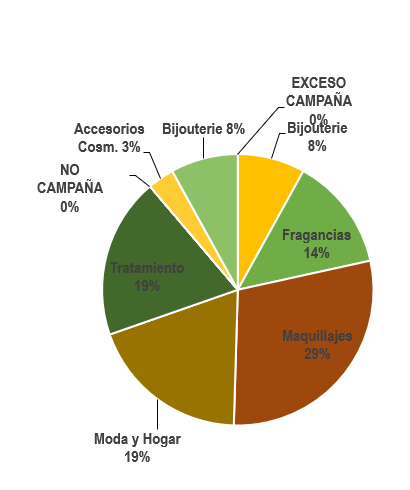 EXCESO
CAMPAÑA
0%
Bijouterie
8%
Fragancias
14%
Maquillajes
29%
Moda y Hogar
19%
Tratamiento
19%
NO
CAMPAÑA
0%
Accesorios
Cosm. 3%
Bijouterie 8%